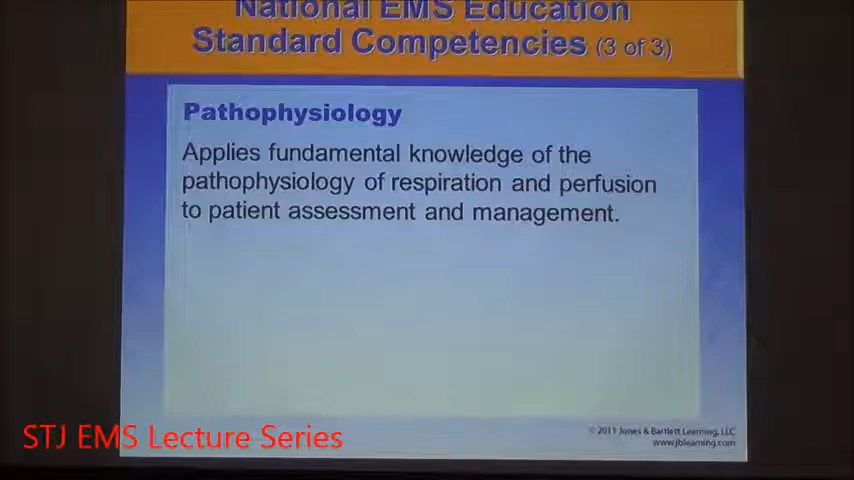 National EMS Education
Standard Competencies (3 of 3)
Pathophysiology
Applies fundamental knowledge of the
pathophysiology of respiration and perfusion
to patient assessment and management.
© 2011 Jones & Bartlett Learning, LLC
www.jblearning.com
STJ EMS Lecture Series